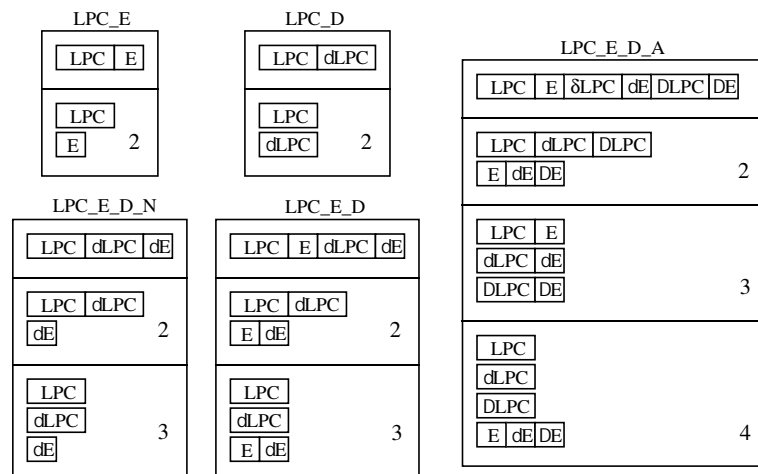 LPC_E
LPC E
LPC
E 2
LPC_D
LPC dLPC
LPC
dLPC 2
LPC_E_D_A
LPC E δLPC dE DLPC DE
LPC dLPC DLPC
E dE DE 2
LPC E
dLPC dE
DLPC DE 3
LPC
dLPC
DLPC
E dE DE 4
LPC_E_D_N
LPC dLPC dE
LPC dLPC
dE 2
LPC
dLPC
dE 3
LPC_E_D
LPC E dLPC dE
LPC dLPC
E dE 2
LPC
dLPC
E dE 3